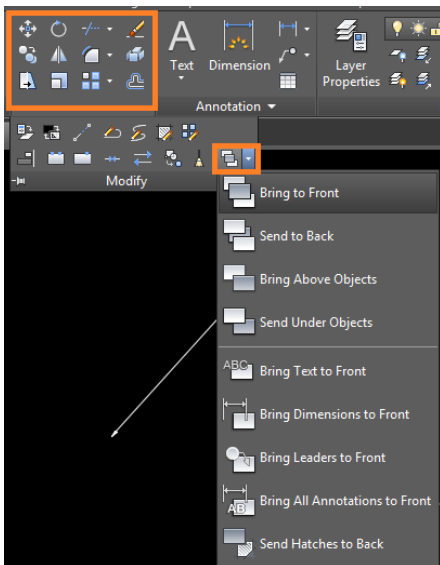 A
Text
Dimension
Layer
Properties
Annotation
Modify
Bring to Front
Send to Back
Bring Above Objects
Send Under Objects
ABC
Bring Text to Front
Bring Dimensions to Front
Bring Leaders to Front
AB
Bring All Annotations to Front
Send Hatches to Back